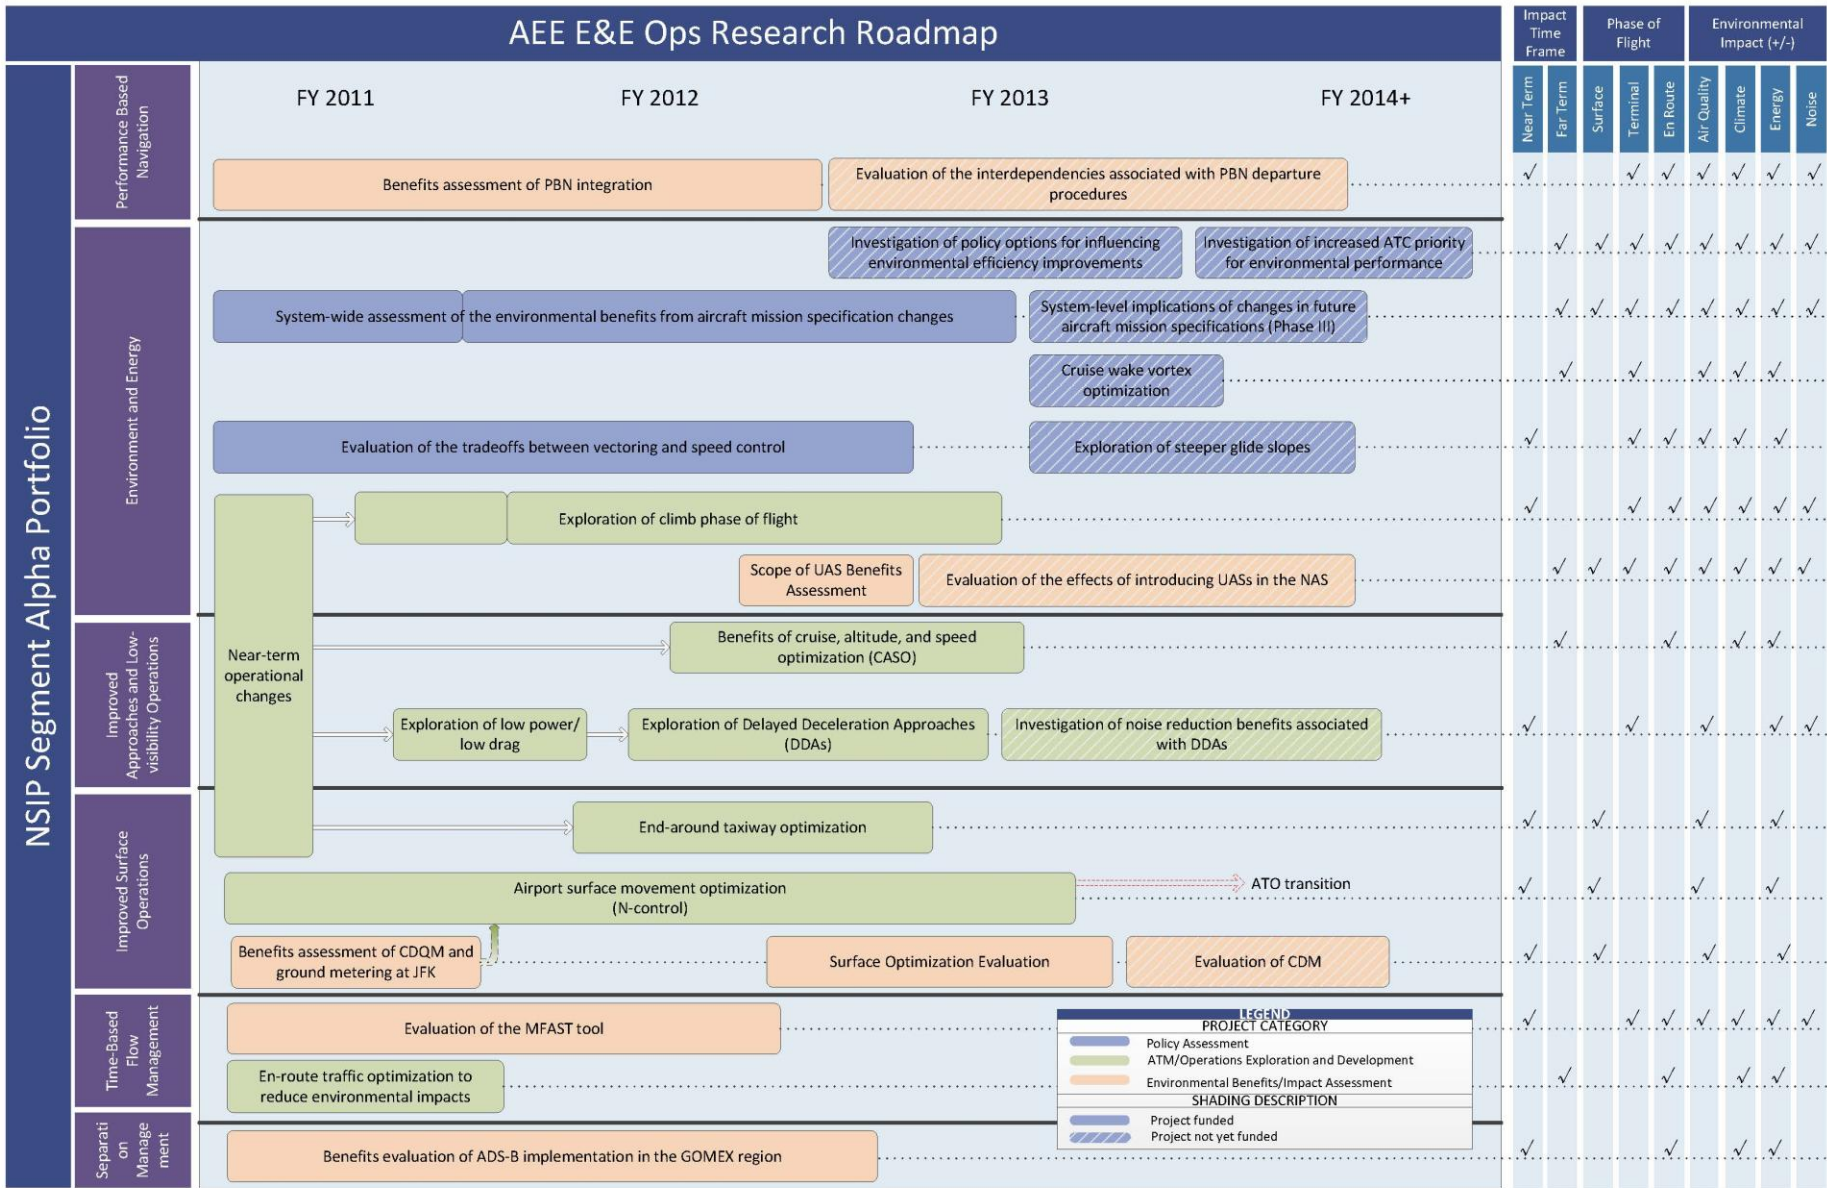 AEE E&E Ops Research Roadmap
Impact
Time
Frame
Phase of
Flight
Environmental
Impact (+/-)
Near Term
Far Term
Surface
Terminal
En Route
Air Quality
Climate
Energy
Noise
NSIP Segment Alpha Portfolio
Performance Based
Navigation
FY 2011
FY 2012
FY 2013
FY 2014+
Benefits assessment of PBN integration
Evaluation of the interdependencies associated with PBN departure
procedures
✓ ✓ ✓ ✓ ✓ ✓ ✓
Environment and Energy
Investigation of policy options for influencing
environmental efficiency improvements
Investigation of increased ATC priority
for environmental performance
✓ ✓ ✓ ✓ ✓ ✓ ✓ ✓
System-wide assessment of the environmental benefits from aircraft mission specification changes
System-level implications of changes in future
aircraft mission specifications (Phase III)
✓ ✓ ✓ ✓ ✓ ✓ ✓ ✓
Cruise wake vortex
optimization
✓ ✓ ✓ ✓ ✓
Evaluation of the tradeoffs between vectoring and speed control
Exploration of steeper glide slopes
✓ ✓ ✓ ✓ ✓ ✓
Near-term
operational
changes
Exploration of climb phase of flight
✓ ✓ ✓ ✓ ✓ ✓ ✓
Scope of UAS Benefits
Assessment
Evaluation of the effects of introducing UASs in the NAS
✓ ✓ ✓ ✓ ✓ ✓ ✓ ✓
Improved
Approaches and Low-
visibility Operations
Benefits of cruise, altitude, and speed
optimization (CASO)
✓ ✓ ✓ ✓
Exploration of low power/
low drag
Exploration of Delayed Deceleration Approaches
(DDAs)
Investigation of noise reduction benefits associated
with DDAs
✓ ✓ ✓ ✓ ✓
Improved Surface
Operations
End-around taxiway optimization
✓ ✓ ✓ ✓
Airport surface movement optimization
(N-control)
ATO transition
✓ ✓ ✓ ✓
Benefits assessment of CDQM and
ground metering at JFK
Surface Optimization Evaluation
Evaluation of CDM
✓ ✓ ✓ ✓
Time-Based
Flow
Management
Evaluation of the MFAST tool
✓ ✓ ✓ ✓ ✓ ✓ ✓
En-route traffic optimization to
reduce environmental impacts
✓ ✓ ✓ ✓
Separati
on
Manage
ment
Benefits evaluation of ADS-B implementation in the GOMEX region
✓ ✓ ✓ ✓
LEGEND
PROJECT CATEGORY
Policy Assessment
ATM/Operations Exploration and Development
Environmental Benefits/Impact Assessment
SHADING DESCRIPTION
Project funded
Project not yet funded